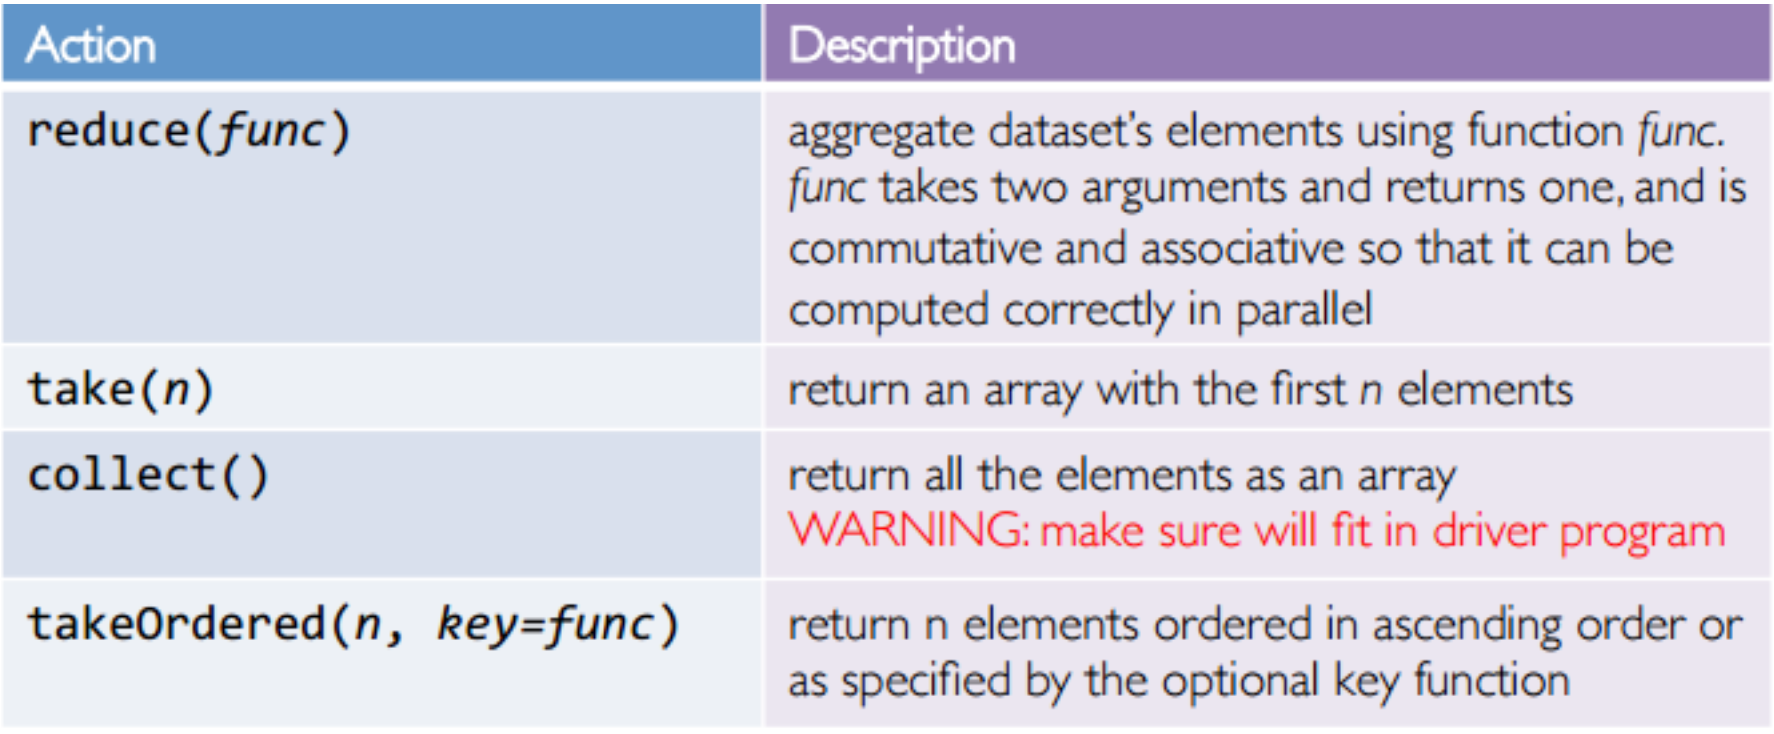 Action
Description
reduce(func)
aggregate dataset's elements using function func.
func takes two arguments and returns one, and is
commutative and associative so that it can be
computed correctly in parallel
take(n)
return an array with the first n elements
collect()
return all the elements as an array
WARNING: make sure will fit in driver program
takeOrdered(n, key=func)
return n elements ordered in ascending order or
as specified by the optional key function